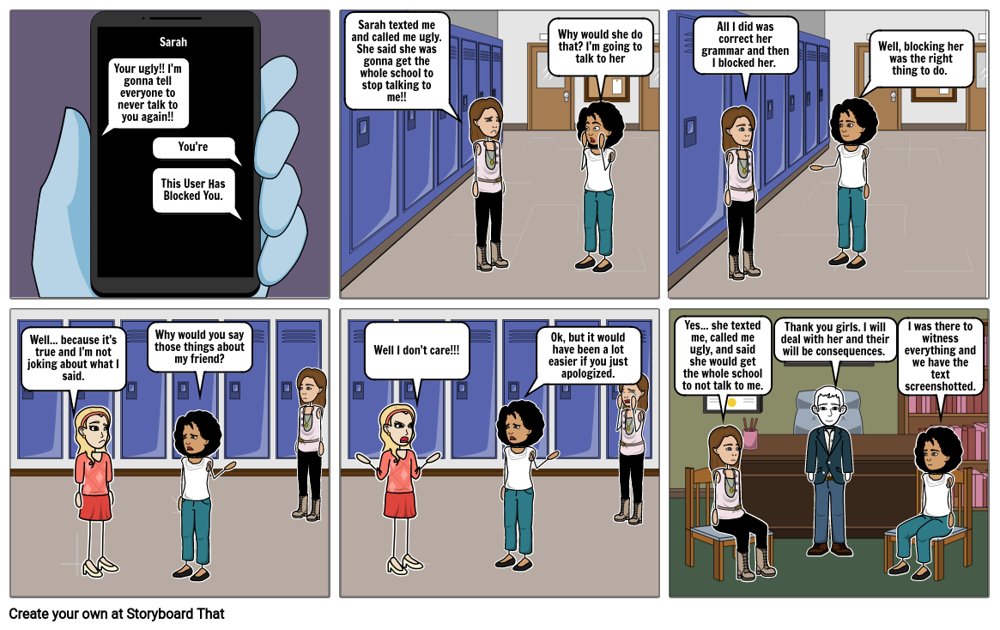 Sarah
Your ugly!! I'm
gonna tell
everyone to
never talk to
you again!!
You're
This User Has
Blocked You.
Sarah texted me
and called me ugly.
She said she was
gonna get the
whole school to
stop talking to
me!!
Why would she do
that? I'm going to
talk to her
All I did was
correct her
grammar and then
I blocked her.
Well, blocking her
was the right
thing to do.
Well... because it's
true and I'm not
joking about what I
said.
Why would you say
those things about
my friend?
Well I don't care!!!
Ok, but it would
have been a lot
easier if you just
apologized.
Yes... she texted
me, called me
ugly, and said
she would get
the whole school
to not talk to me.
Thank you girls. I will
deal with her and their
will be consequences.
I was there to
witness
everything and
we have the
text
screenshotted.
Create your own at Storyboard That